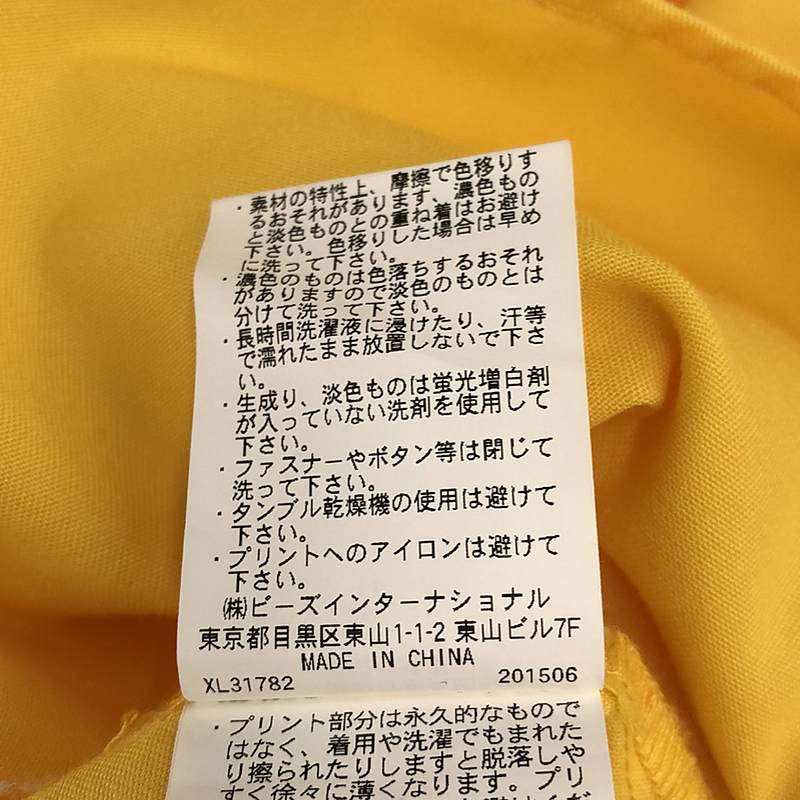 ・素材の特性上、摩擦で色移りす
るおそれがあります、濃色もの
と淡色ものとの重ね着はお避け
下さい。色移りした場合は早め
に洗って下さい。
・濃色のものは色落ちするおそれ
がありますので淡色のものとは
分けて洗って下さい。
・長時間洗濯液に浸けたり、汗等
で濡れたまま放置しないで下さ
い。
・生成り、淡色ものは蛍光増白剤
が入っていない洗剤を使用して
下さい。
・ファスナーやボタン等は閉じて
洗って下さい。
・タンブル乾燥機の使用は避けて
下さい。
・プリントへのアイロンは避けて
下さい。
㈱ビーズインターナショナル
東京都目黒区東山1-1-2 東山ビル7F
MADE IN CHINA
XL31782 201506
・プリント部分は永久的なもので
はなく、着用や洗濯でもまれた
り擦られたりしますと脱落しや
すく徐々に薄くなります。プリ